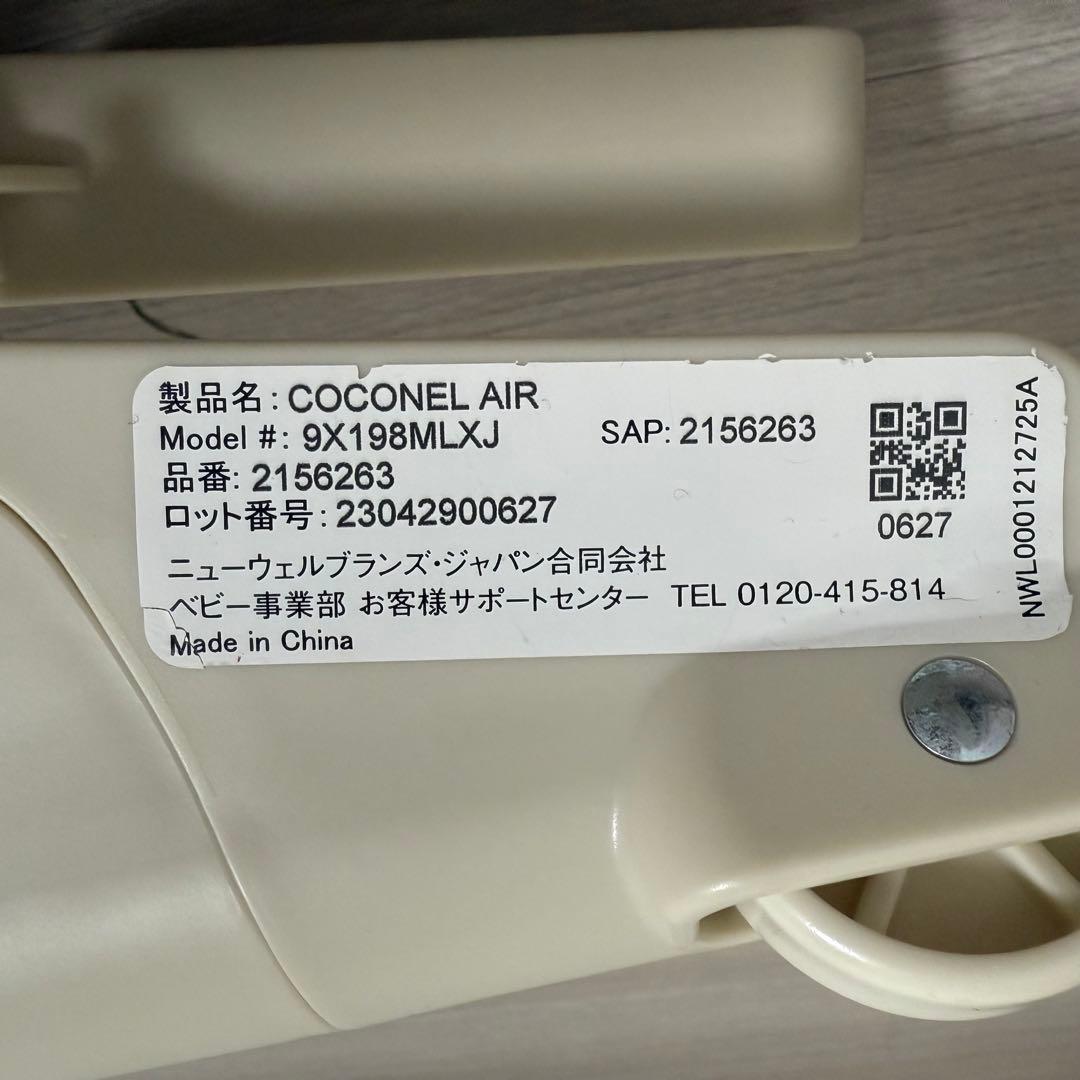 製品名：COCONEL AIR
Model #: 9X198MLXJ SAP: 2156263
品番: 2156263
ロット番号：23042900627
0627
ニューウェルブランズ・ジャパン合同会社
ベビー事業部 お客様サポートセンター TEL 0120-415-814
Made in China
NWL0001212725A